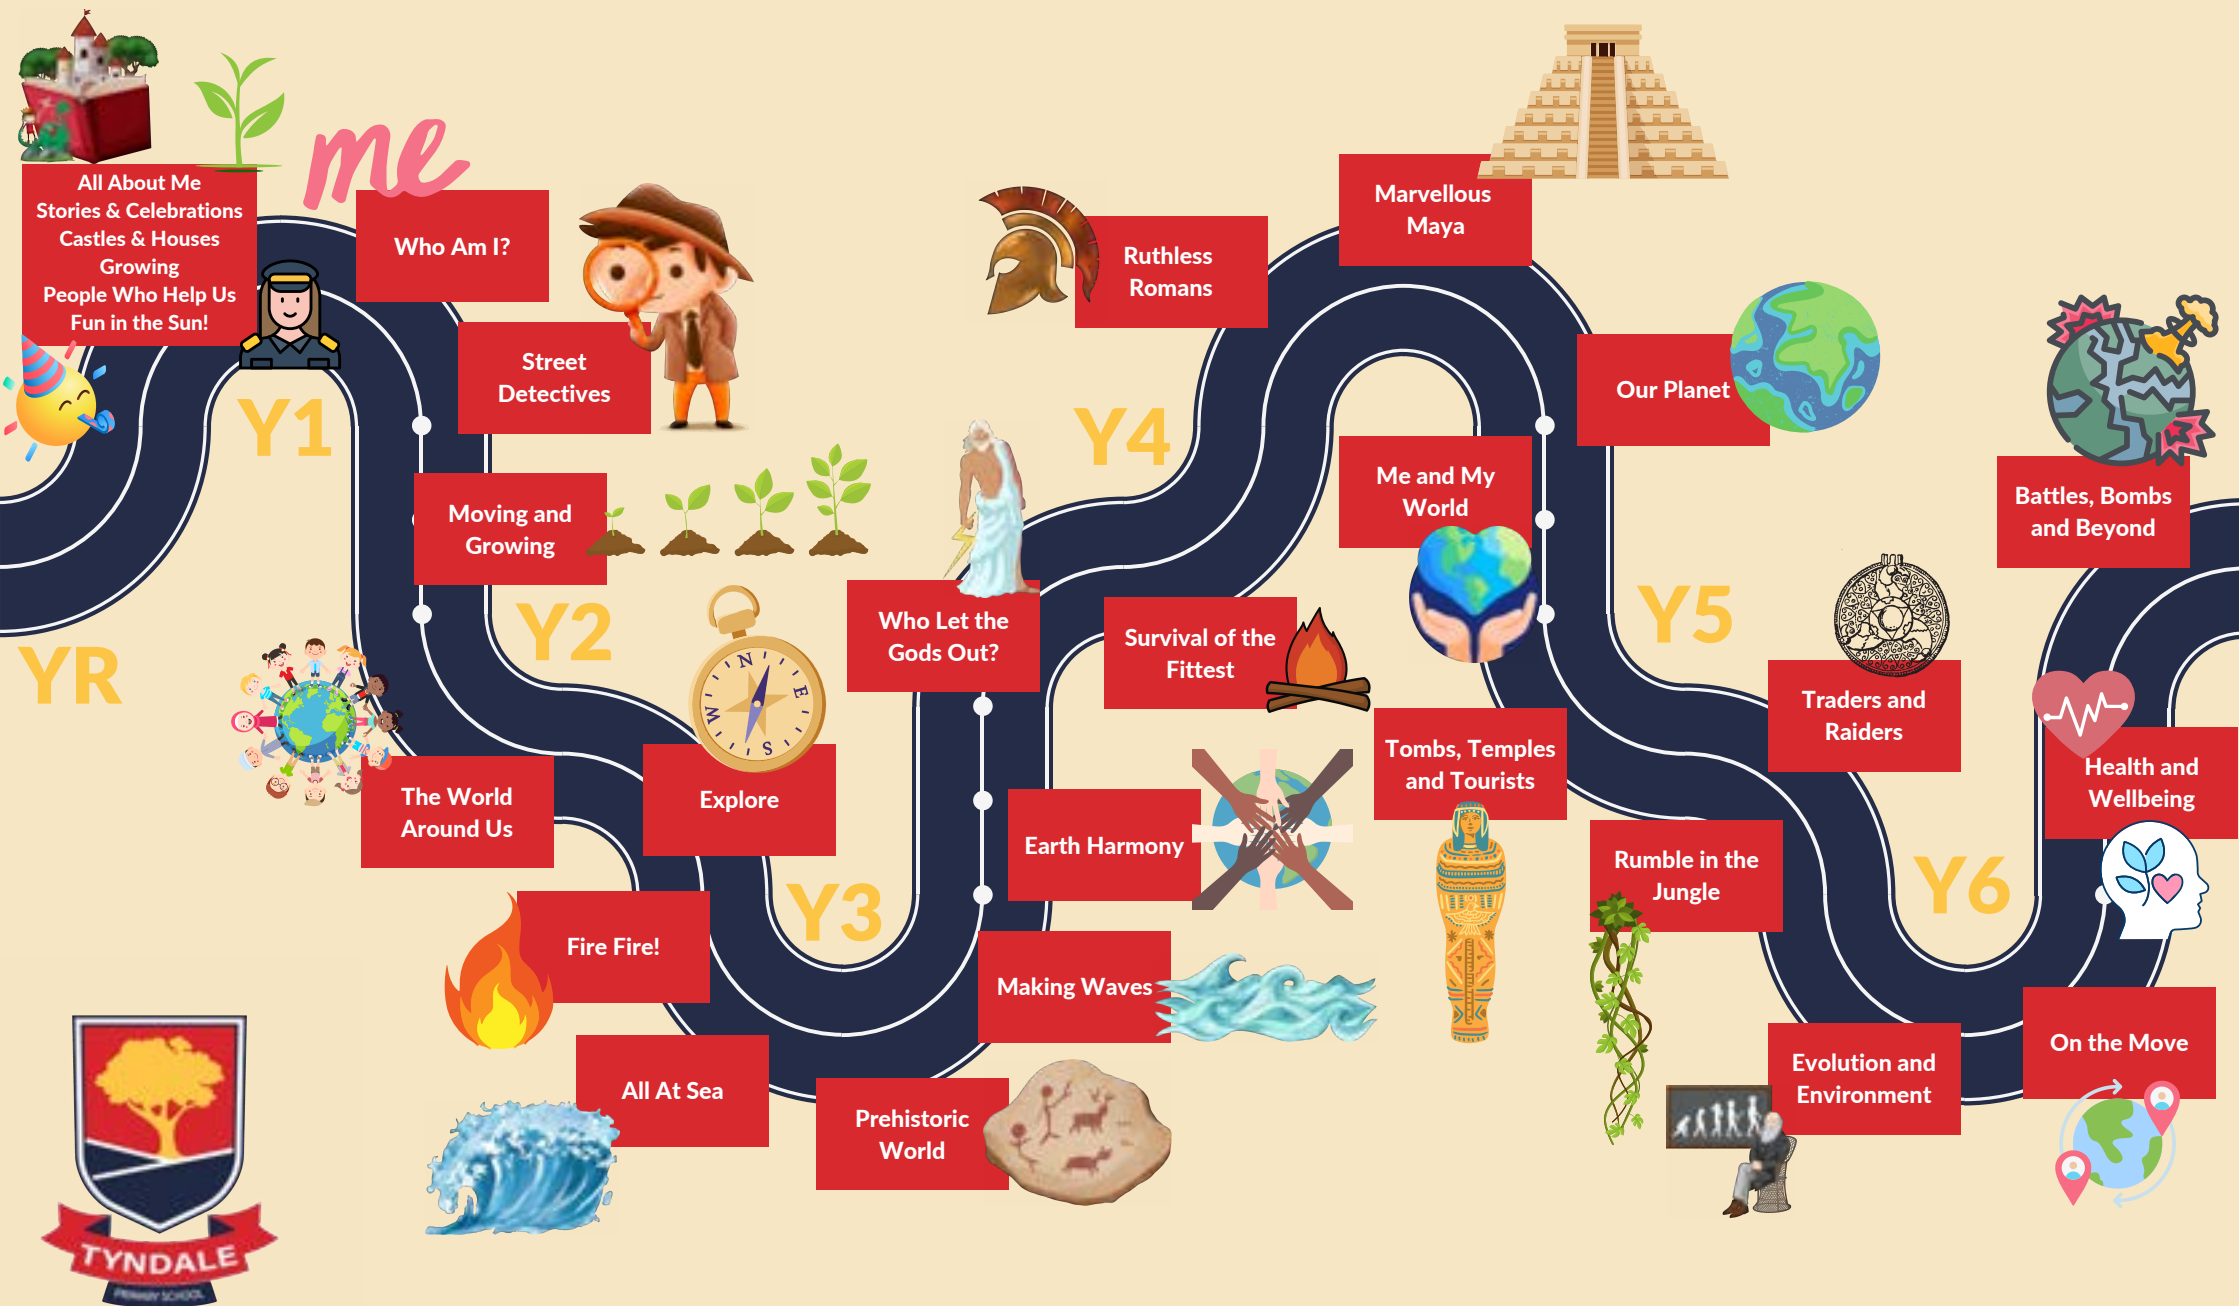 All About Me
Stories & Celebrations
Castles & Houses
Growing
People Who Help Us
Fun in the Sun!
me
Who Am I?
Street
Detectives
Y1
Moving and
Growing
YR
Y2
The World
Around Us
N
E
S
W
Explore
Fire Fire!
All At Sea
Y3
Prehistoric
World
Making Waves
Earth Harmony
Who Let the
Gods Out?
Y4
Survival of the
Fittest
Ruthless
Romans
Marvellous
Maya
Our Planet
Me and My
World
Tombs, Temples
and Tourists
Y5
Rumble in the
Jungle
Traders and
Raiders
Y6
Evolution and
Environment
On the Move
Health and
Wellbeing
Battles, Bombs
and Beyond
TYNDALE
PRIMARY SCHOOL